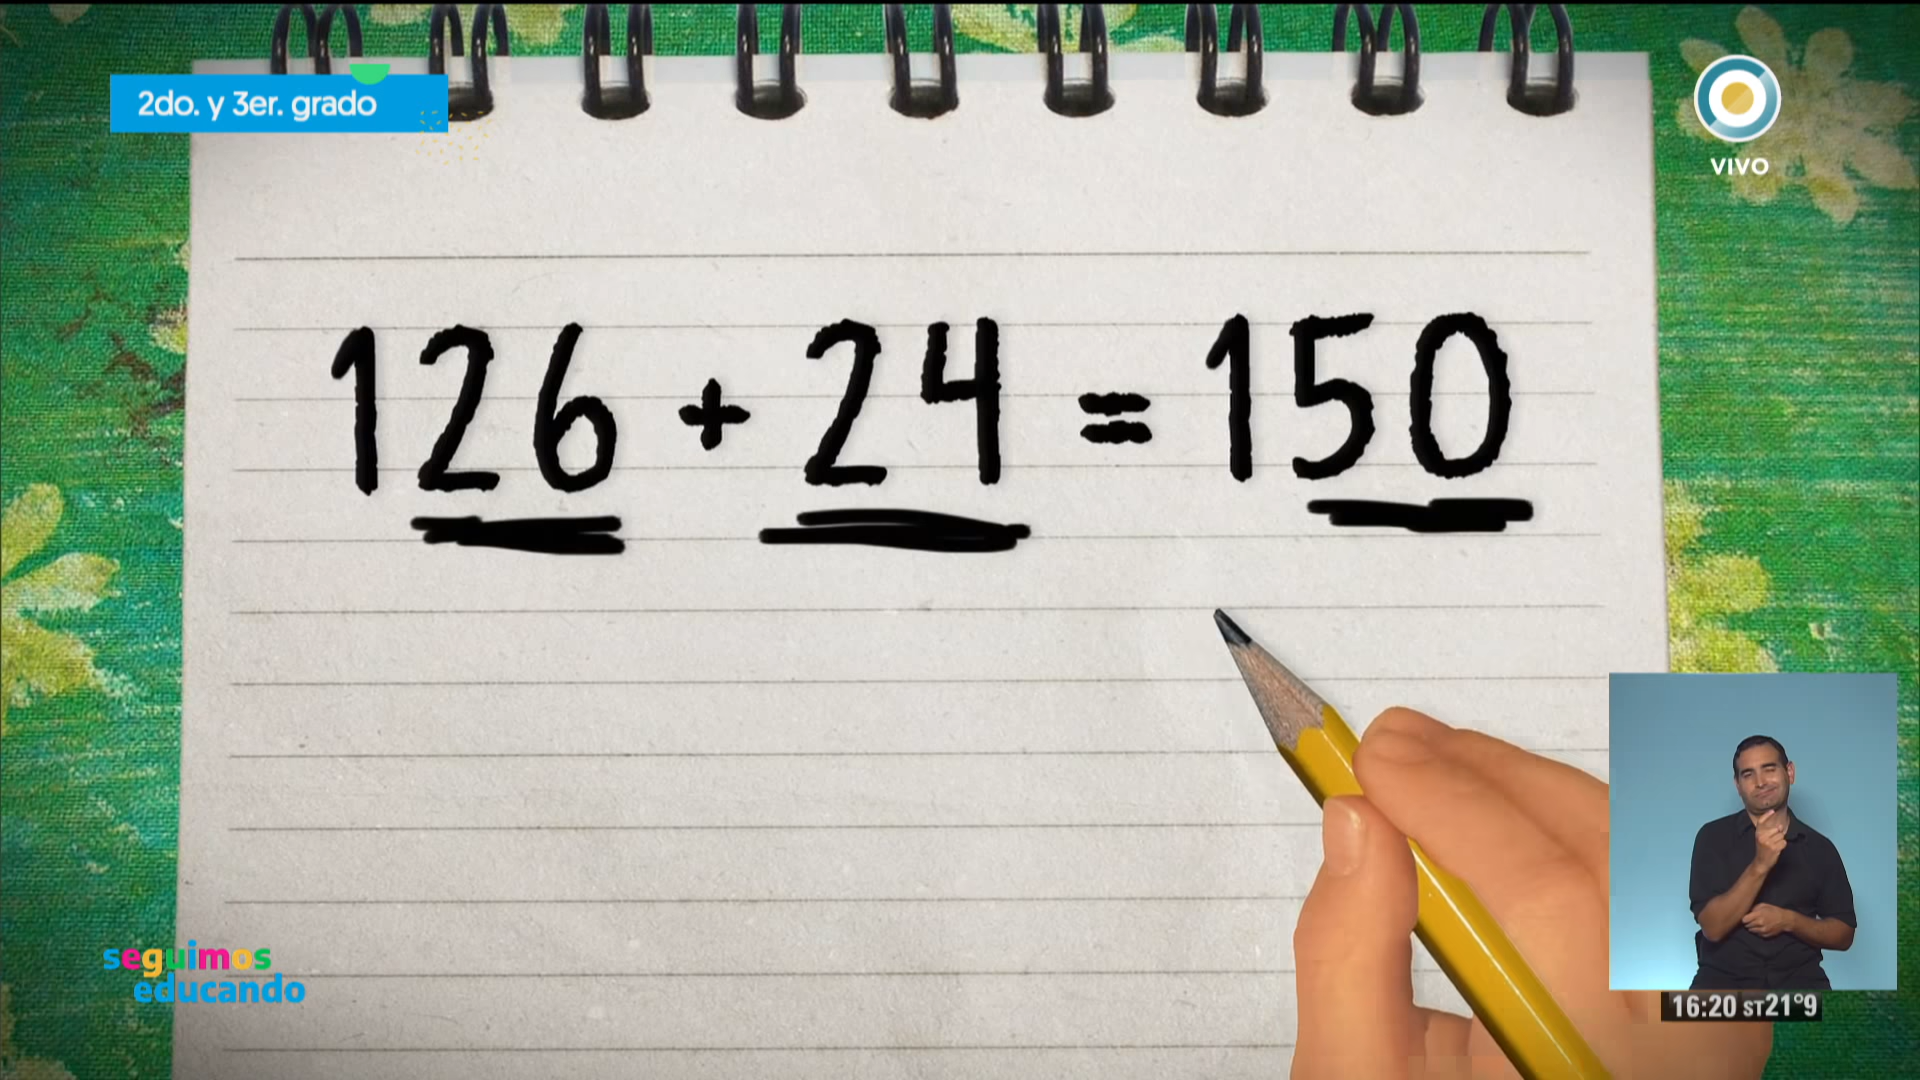 2do. y 3er. grado
VIVO
126 + 24 = 150
seguimos
educando
16:20 ST21°9